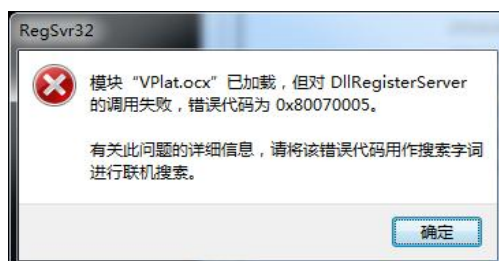 RegSvr32
模块“VPlat.ocx”已加载，但对 DllRegisterServer
的调用失败，错误代码为 0x80070005。
有关此问题的详细信息，请将该错误代码用作搜索字词
进行联机搜索。
确定